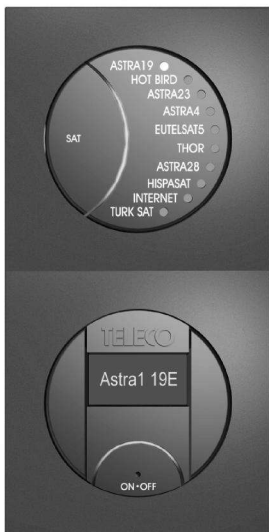 ASTRA19
HOT BIRD
ASTRA23
ASTRA4
EUTELSAT5
THOR
ASTRA28
HISPASAT
INTERNET
TURK SAT
SAT
TELECO
Astra1 19E
ON•OFF